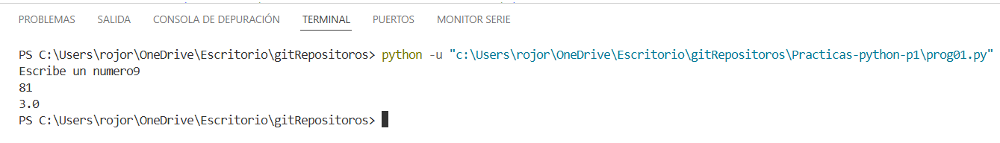 PROBLEMAS SALIDA CONSOLA DE DEPURACIÓN TERMINAL PUERTOS MONITOR SERIE
PS C:\Users\rojor\OneDrive\Escritorio\gitRepositoros> python -u "c:\Users\rojor\OneDrive\Escritorio\gitRepositoros\Practicas-python-p1\prog01.py"
Escribe un numero9
81
3.0
PS C:\Users\rojor\OneDrive\Escritorio\gitRepositoros>